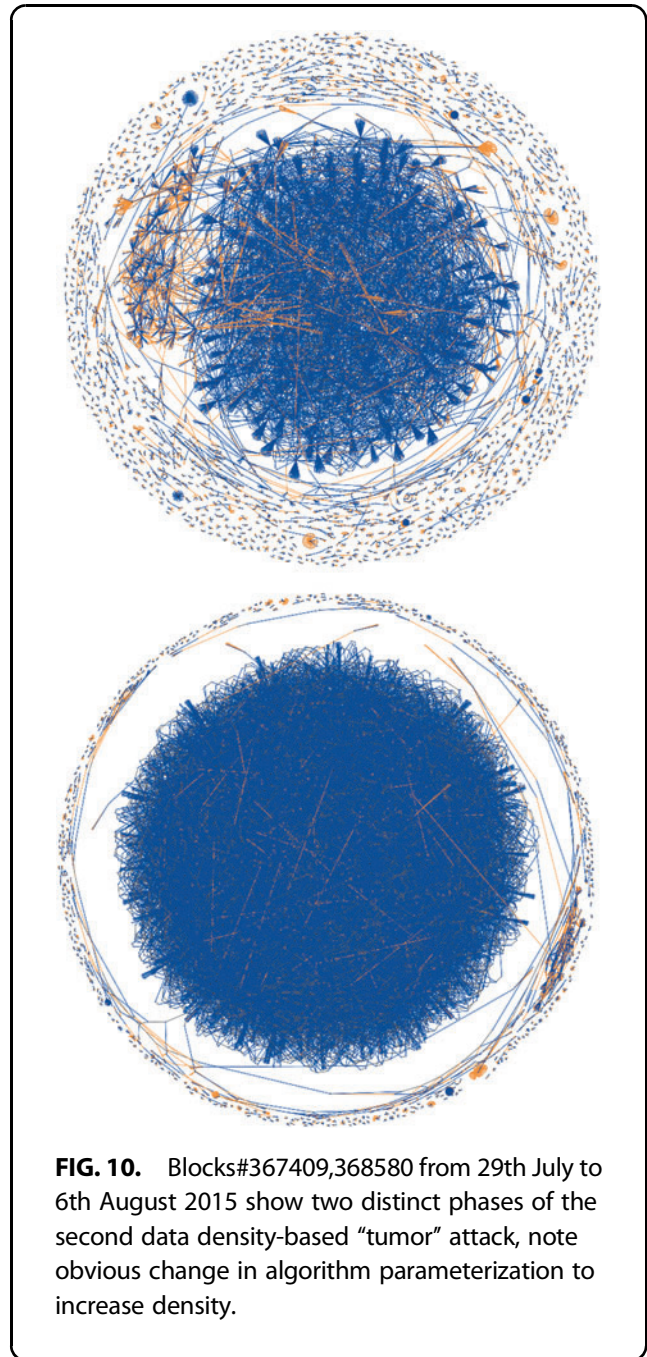 FIG. 10. Blocks#367409,368580 from 29th July to
6th August 2015 show two distinct phases of the
second data density-based “tumor” attack, note
obvious change in algorithm parameterization to
increase density.